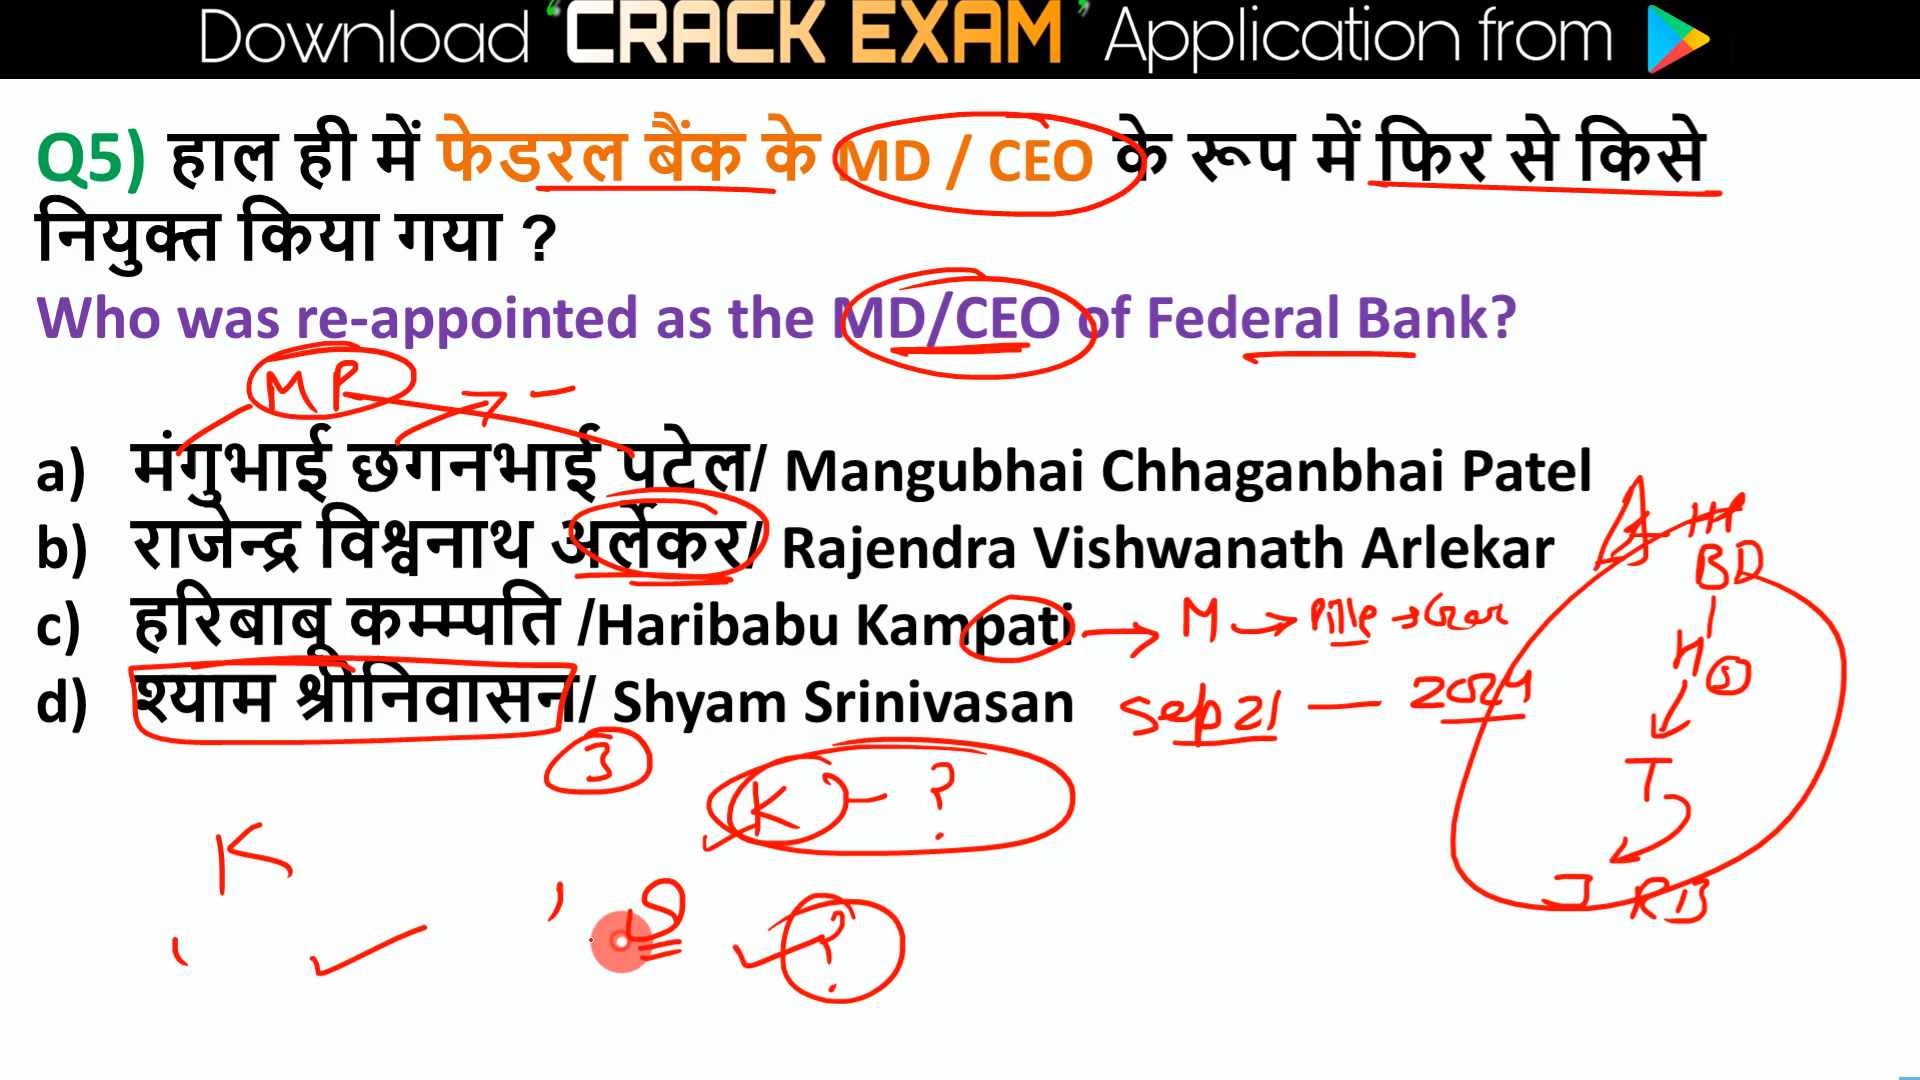 Download 'CRACK EXAM' Application from
Q5) हाल ही में फेडरल बैंक के MD / CEO के रूप में फिर से किसे
नियुक्त किया गया ?
Who was re-appointed as the MD/CEO of Federal Bank?
MP
a) मंगुभाई छगनभाई पटेल/ Mangubhai Chhaganbhai Patel
b) राजेन्द्र विश्वनाथ अर्लेकर/ Rajendra Vishwanath Arlekar
BD
c) हरिबाबू कम्म्पति /Haribabu Kampati → M →
H S
d) श्याम श्रीनिवासन/ Shyam Srinivasan Sep 21 — 2024
3
K - ?
T
K
J RB
S ?